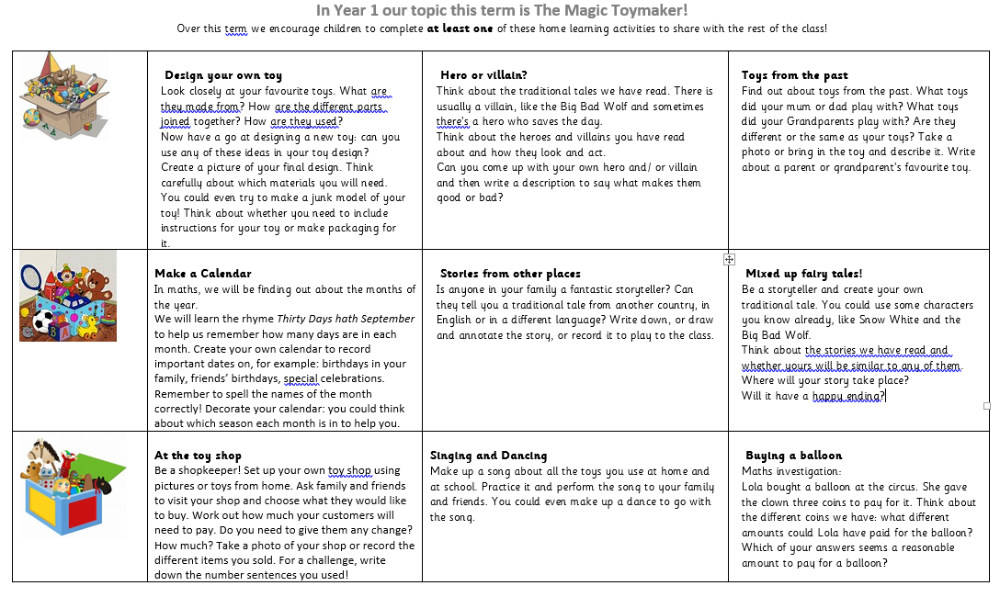 In Year 1 our topic this term is The Magic Toymaker!
Over this term we encourage children to complete at least one of these home learning activities to share with the rest of the class!
Design your own toy
Look closely at your favourite toys. What are
they made from? How are the different parts
joined together? How are they used?
Now have a go at designing a new toy: can you
use any of these ideas in your toy design?
Create a picture of your final design. Think
carefully about which materials you will need.
You could even try to make a junk model of your
toy! Think about whether you need to include
instructions for your toy or make packaging for
it.
Hero or villain?
Think about the traditional tales we have read. There is
usually a villain, like the Big Bad Wolf and sometimes
there's a hero who saves the day.
Think about the heroes and villains you have read
about and how they look and act.
Can you come up with your own hero and/ or villain
and then write a description to say what makes them
good or bad?
Toys from the past
Find out about toys from the past. What toys
did your mum or dad play with? What toys
did your Grandparents play with? Are they
different or the same as your toys? Take a
photo or bring in the toy and describe it. Write
about a parent or grandparent's favourite toy.
Make a Calendar
In maths, we will be finding out about the months of
the year.
We will learn the rhyme Thirty Days hath September
to help us remember how many days are in each
month. Create your own calendar to record
important dates on, for example: birthdays in your
family, friends' birthdays, special celebrations.
Remember to spell the names of the month
correctly! Decorate your calendar: you could think
about which season each month is in to help you.
Stories from other places
Is anyone in your family a fantastic storyteller? Can
they tell you a traditional tale from another country, in
English or in a different language? Write down, or draw
and annotate the story, or record it to play to the class.
Mixed up fairy tales!
Be a storyteller and create your own
traditional tale. You could use some characters
you know already, like Snow White and the
Big Bad Wolf.
Think about the stories we have read and
whether yours will be similar to any of them.
Where will your story take place?
Will it have a happy ending?
At the toy shop
Be a shopkeeper! Set up your own toy shop using
pictures or toys from home. Ask family and friends
to visit your shop and choose what they would like
to buy. Work out how much your customers will
need to pay. Do you need to give them any change?
How much? Take a photo of your shop or record the
different items you sold. For a challenge, write
down the number sentences you used!
Singing and Dancing
Make up a song about all the toys you use at home and
at school. Practice it and perform the song to your family
and friends. You could even make up a dance to go with
the song.
Buying a balloon
Maths investigation:
Lola bought a balloon at the circus. She gave
the clown three coins to pay for it. Think about
the different coins we have: what different
amounts could Lola have paid for the balloon?
Which of your answers seems a reasonable
amount to pay for a balloon?